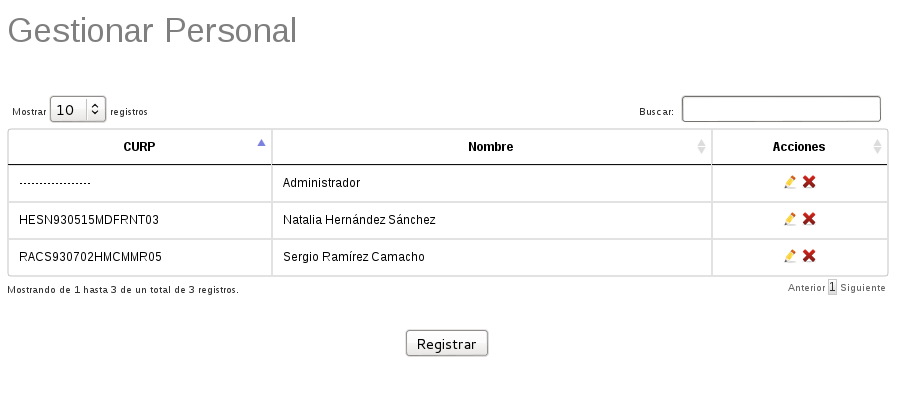 Gestionar Personal
Mostrar 10 registros Buscar:
CURP Nombre Acciones
------------------ Administrador
HESN930515MDFRNT03 Natalia Hernández Sánchez
RACS930702HMCMMR05 Sergio Ramírez Camacho
Mostrando de 1 hasta 3 de un total de 3 registros. Anterior 1 Siguiente
Registrar